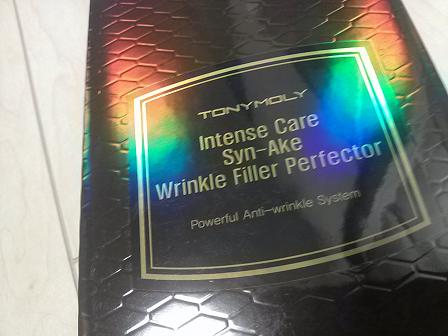 TONYMOLY
Intense Care
Syn-Ake
Wrinkle Filler Perfector
Powerful Anti-wrinkle System